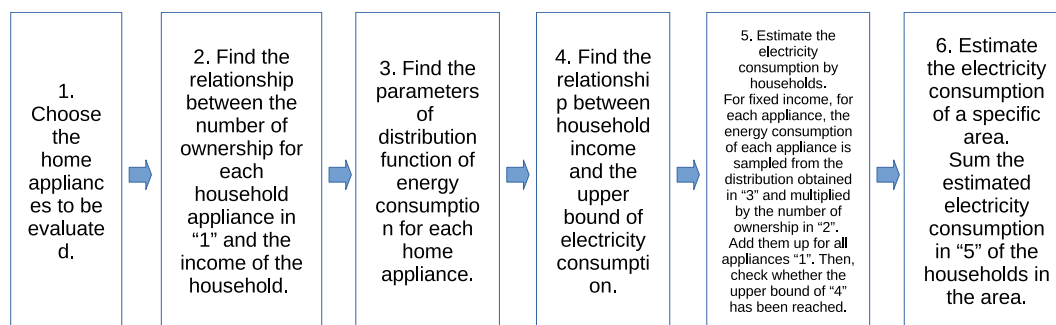 1.
Choose
the
home
applianc
es to be
evaluate
d.
2. Find the
relationship
between the
number of
ownership for
each
household
appliance in
“1” and the
income of the
household.
3. Find the
parameters
of
distribution
function of
energy
consumptio
n for each
home
appliance.
4. Find the
relationshi
p between
household
income
and the
upper
bound of
electricity
consumpti
on.
5. Estimate the
electricity
consumption by
households.
For fixed income, for
each appliance, the
energy consumption
of each appliance is
sampled from the
distribution obtained
in “3” and multiplied
by the number of
ownership in “2”.
Add them up for all
appliances “1”. Then,
check whether the
upper bound of “4”
has been reached.
6. Estimate
the electricity
consumption
of a specific
area.
Sum the
estimated
electricity
consumption
in “5” of the
households in
the area.